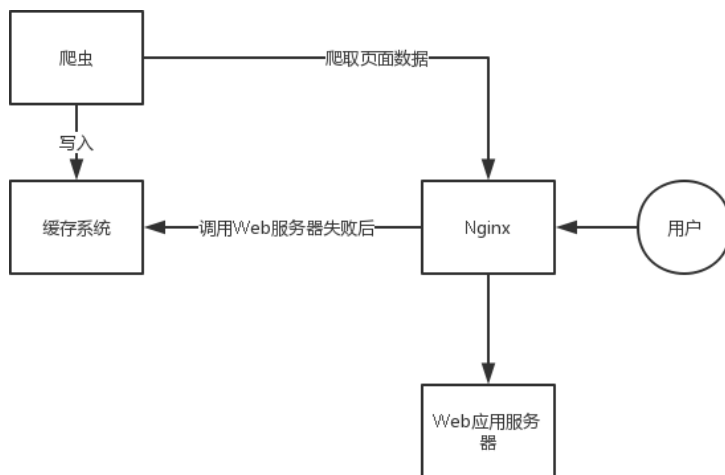 爬虫
爬取页面数据
写入
缓存系统
调用Web服务器失败后
Nginx
用户
Web应用服务
器